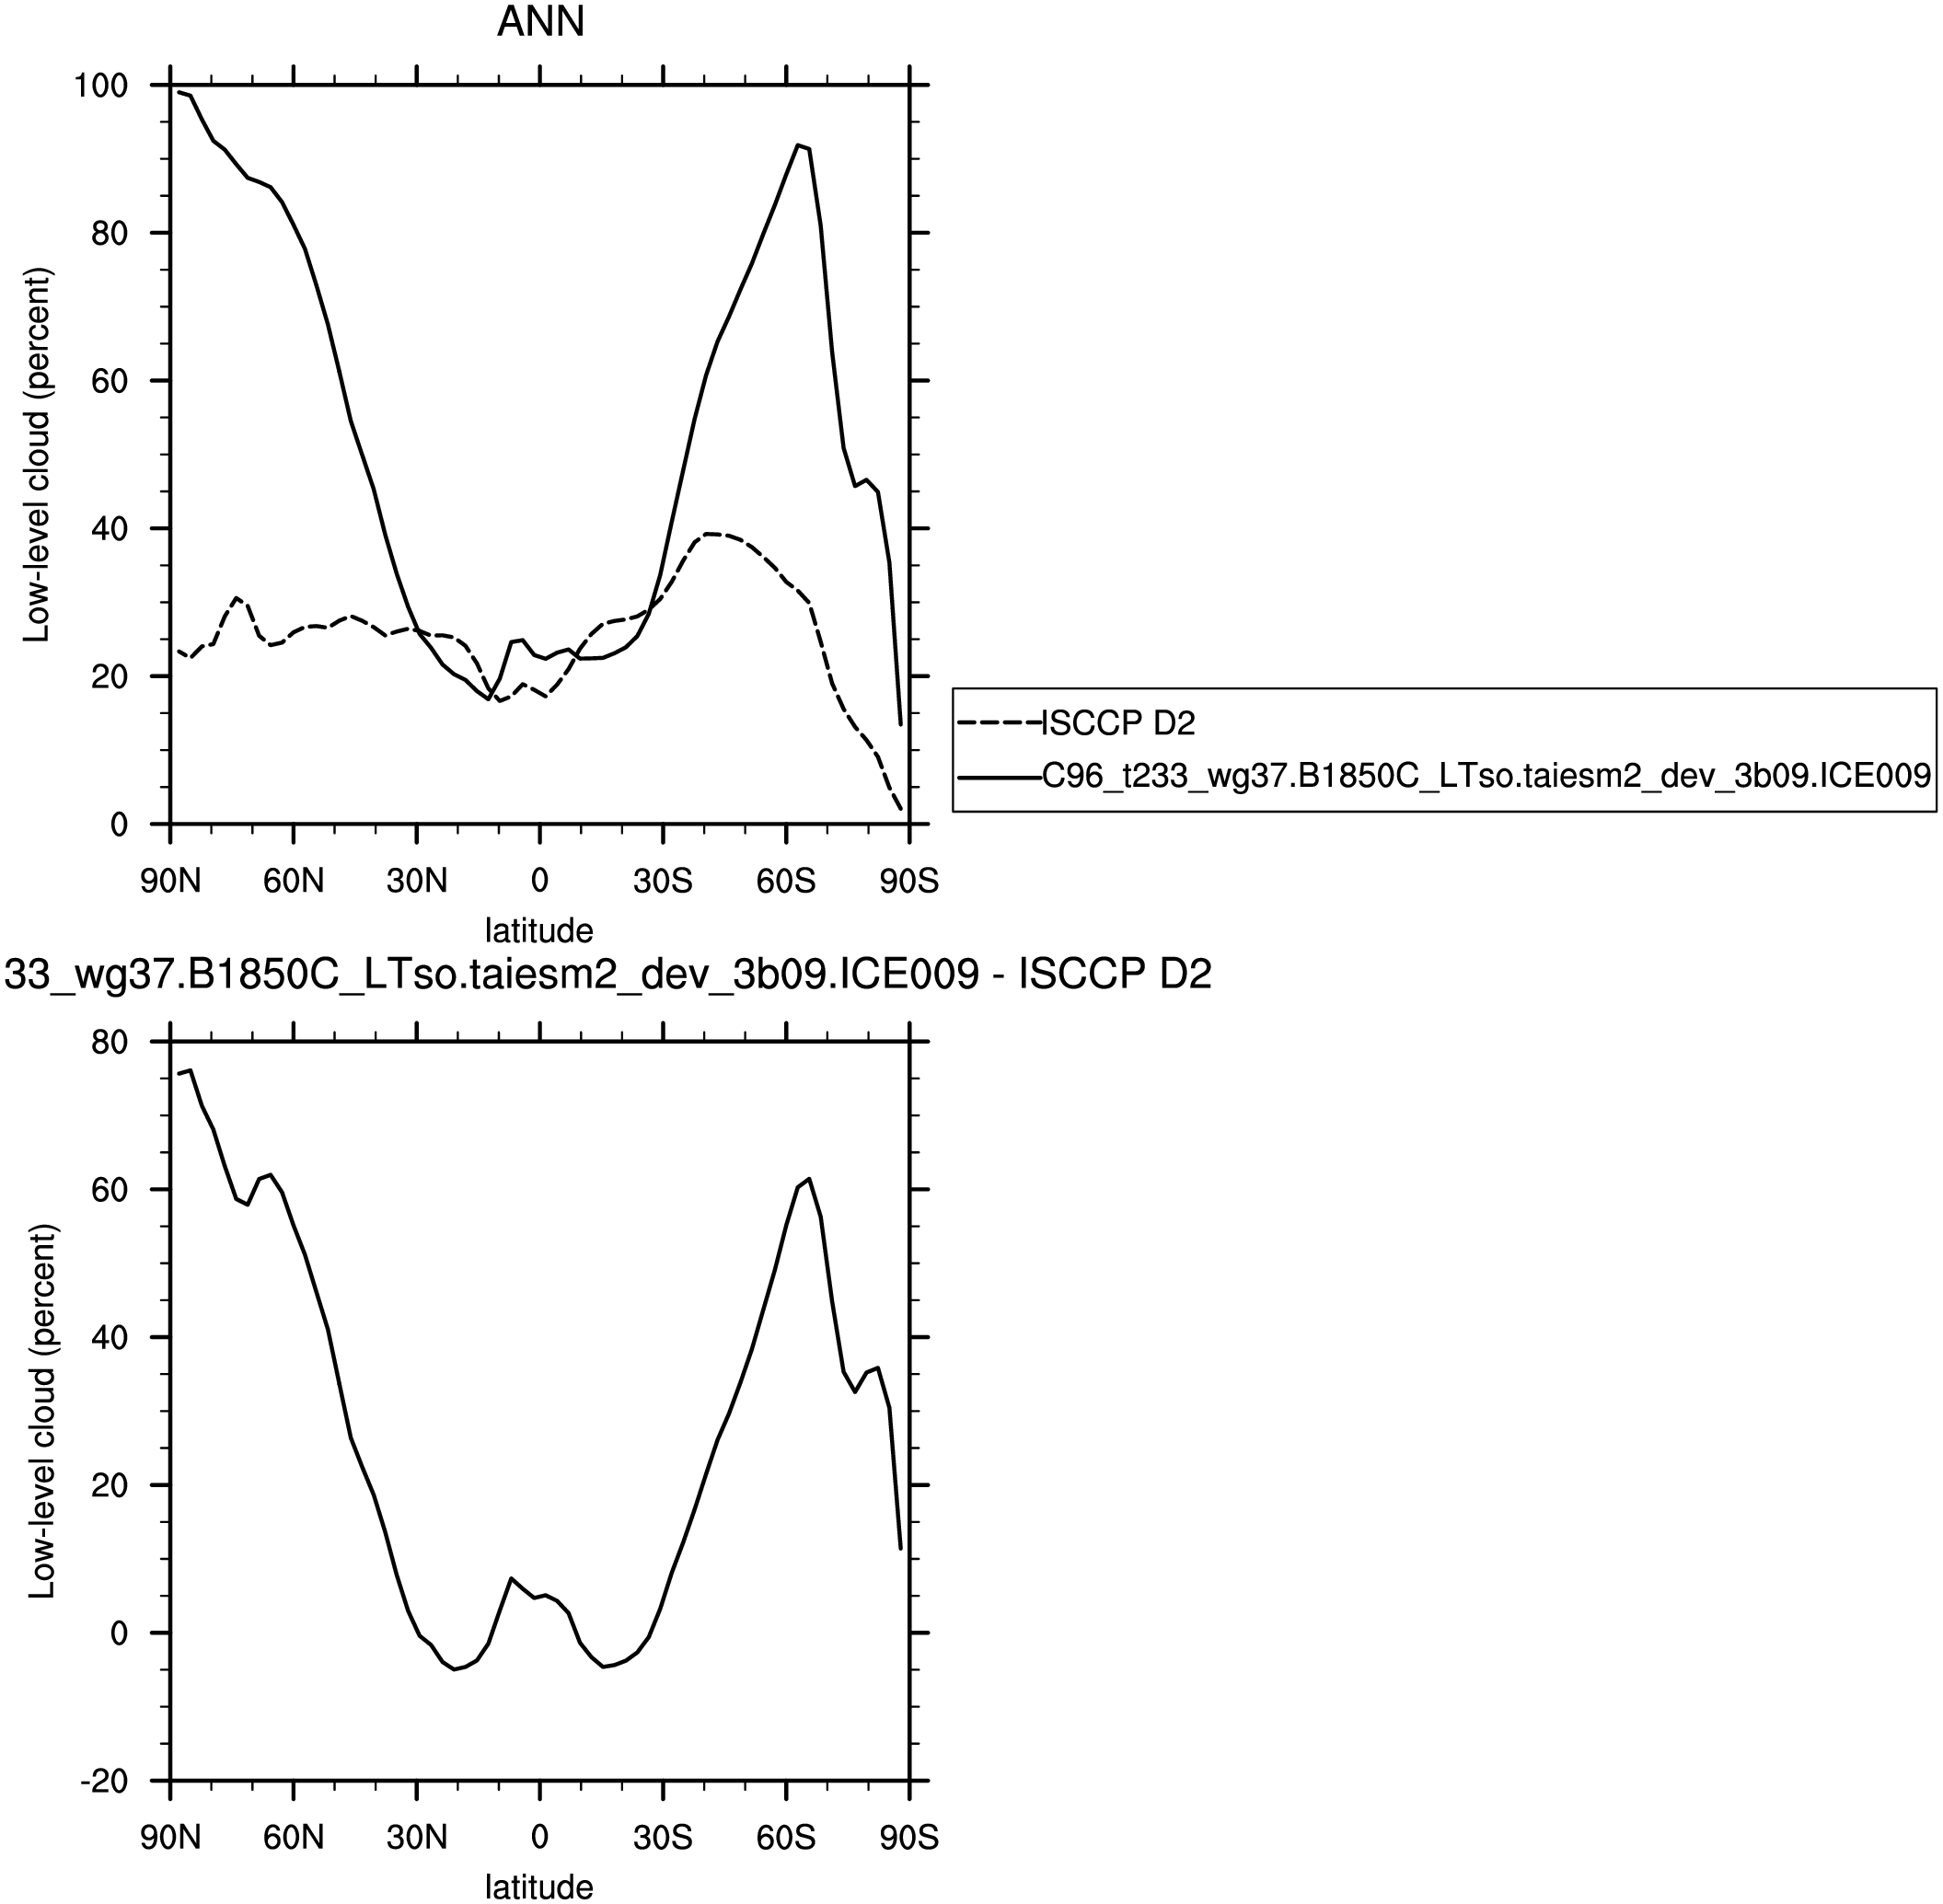 ANN
100
80
60
40
20
0
Low-level cloud (percent)
90N 60N 30N 0 30S 60S 90S
latitude
ISCCP D2
C96_t233_wg37.B1850C_LTso.taiesm2_dev_3b09.ICE009
33_wg37.B1850C_LTso.taiesm2_dev_3b09.ICE009 - ISCCP D2
80
60
40
20
0
-20
Low-level cloud (percent)
90N 60N 30N 0 30S 60S 90S
latitude